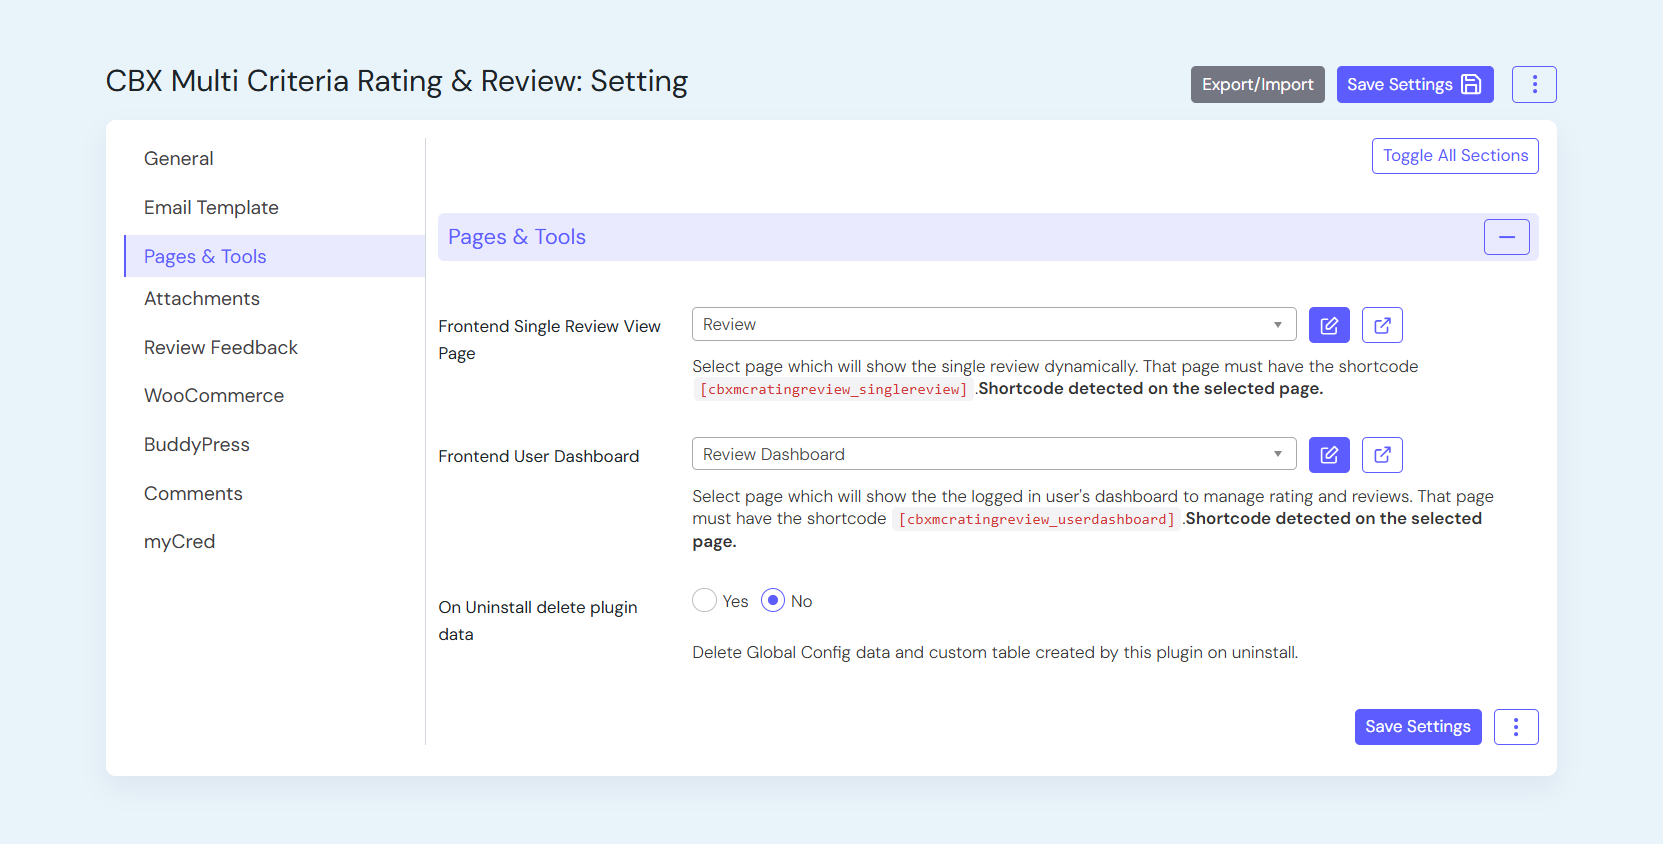 CBX Multi Criteria Rating & Review: Setting
Export/Import
Save Settings
General
Email Template
Pages & Tools
Attachments
Review Feedback
WooCommerce
BuddyPress
Comments
myCred
Toggle All Sections
Pages & Tools
Frontend Single Review View
Page
Review
Select page which will show the single review dynamically. That page must have the shortcode
[cbxmcratingreview_singlereview] .Shortcode detected on the selected page.
Frontend User Dashboard
Review Dashboard
Select page which will show the the logged in user's dashboard to manage rating and reviews. That page
must have the shortcode [cbxmcratingreview_userdashboard] .Shortcode detected on the selected
page.
On Uninstall delete plugin
data
Yes No
Delete Global Config data and custom table created by this plugin on uninstall.
Save Settings